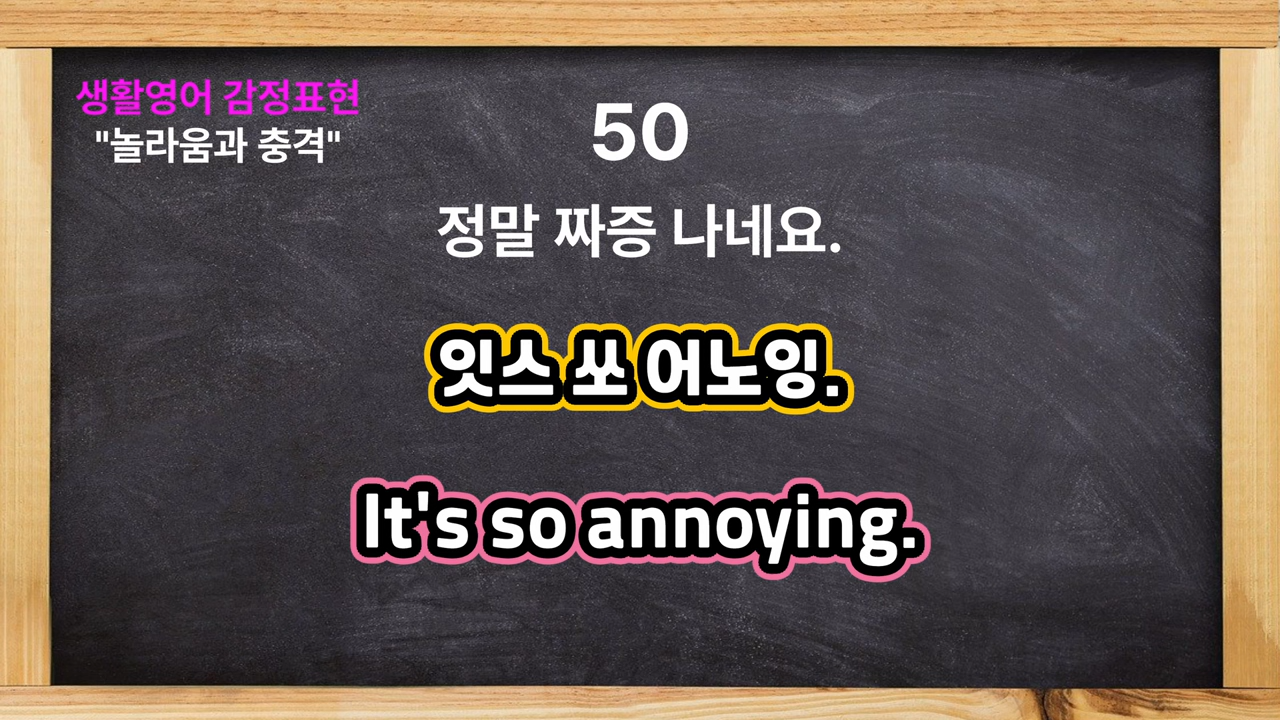 생활영어 감정표현
"놀라움과 충격"
50
정말 짜증 나네요.
잇스 쏘 어노잉.
It's so annoying.